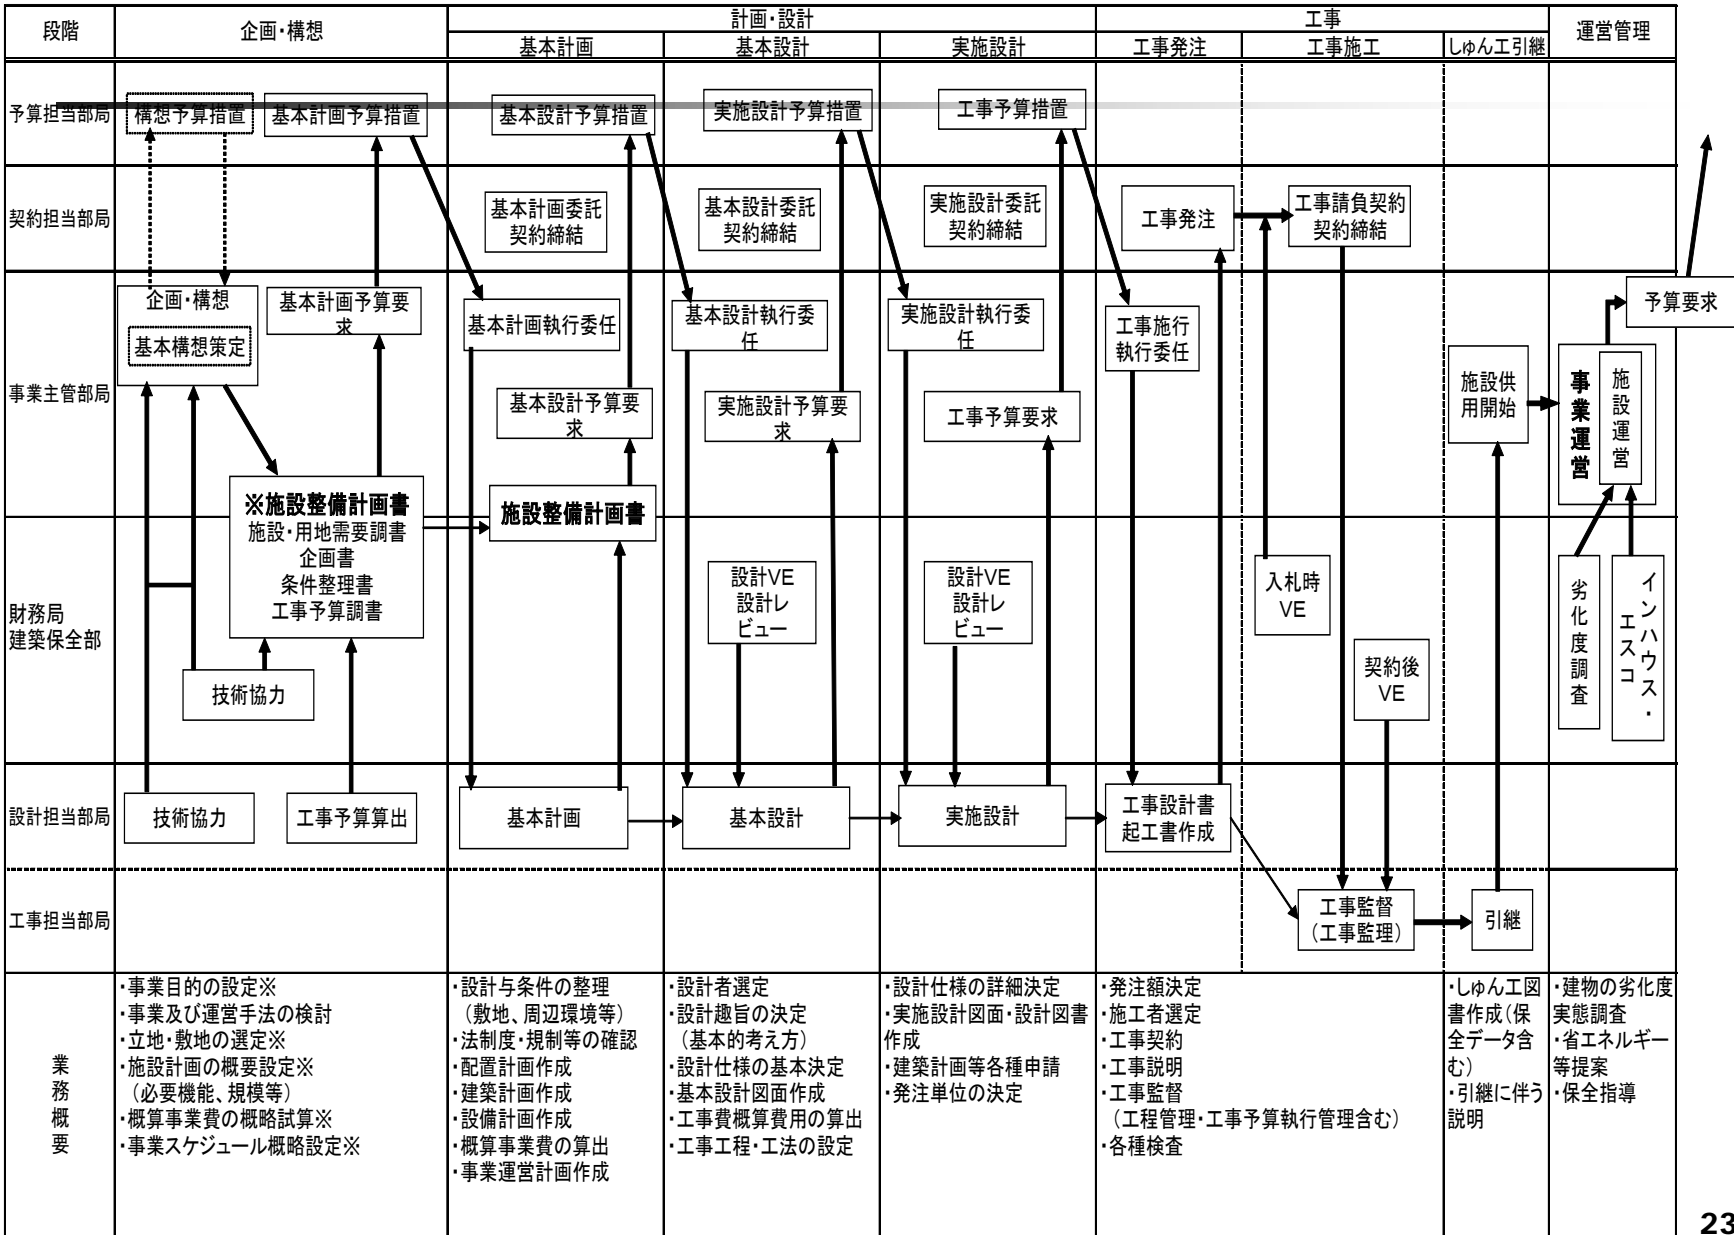 段階
企画・構想
計画・設計
工事
運営管理
基本計画
基本設計
実施設計
工事発注
工事施工
しゅん工引継
予算担当部局
構想予算措置
基本計画予算措置
基本設計予算措置
実施設計予算措置
工事予算措置
契約担当部局
基本計画委託
契約締結
基本設計委託
契約締結
実施設計委託
契約締結
工事発注
工事請負契約
契約締結
事業主管部局
企画・構想
基本構想策定
基本計画予算要
求
基本計画執行委任
基本設計執行委
任
実施設計執行委
任
工事施行
執行委任
予算要求
基本設計予算要
求
実施設計予算要
求
工事予算要求
施設供
用開始
事業運営
施設運営
※施設整備計画書
施設・用地需要調書
企画書
条件整理書
工事予算調書
施設整備計画書
財務局
建築保全部
設計VE
設計レ
ビュー
設計VE
設計レ
ビュー
入札時
VE
契約後
VE
劣化度調査
インハウス・
エスコ
技術協力
設計担当部局
技術協力
工事予算算出
基本計画
基本設計
実施設計
工事設計書
起工書作成
工事担当部局
工事監督
（工事監理）
引継
業務概要
・事業目的の設定※
・事業及び運営手法の検討
・立地・敷地の選定※
・施設計画の概要設定※
（必要機能、規模等）
・概算事業費の概略試算※
・事業スケジュール概略設定※
・設計与条件の整理
（敷地、周辺環境等）
・法制度・規制等の確認
・配置計画作成
・建築計画作成
・設備計画作成
・概算事業費の算出
・事業運営計画作成
・設計者選定
・設計趣旨の決定
（基本的考え方）
・設計仕様の基本決定
・基本設計図面作成
・工事費概算費用の算出
・工事工程・工法の設定
・設計仕様の詳細決定
・実施設計図面・設計図書
作成
・建築計画等各種申請
・発注単位の決定
・発注額決定
・施工者選定
・工事契約
・工事説明
・工事監督
（工程管理・工事予算執行管理含む）
・各種検査
・しゅん工図
書作成（保
全データ含
む）
・引継に伴う
説明
・建物の劣化度
実態調査
・省エネルギー
等提案
・保全指導
23